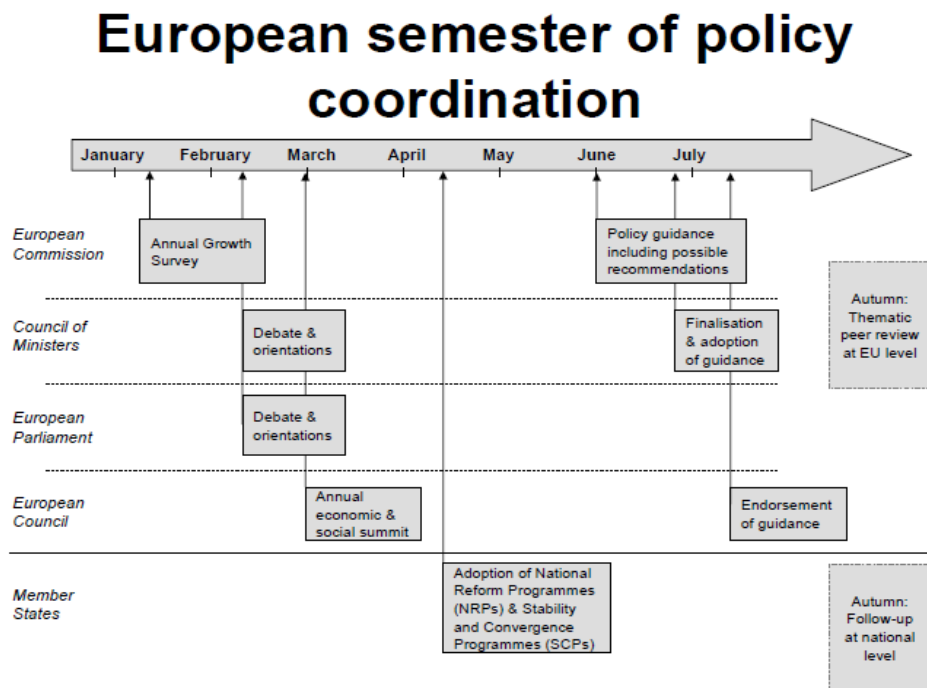 European semester of policy
coordination
January February March April May June July
European
Commission
Annual Growth
Survey
Policy guidance
including possible
recommendations
Autumn:
Thematic
peer review
at EU level
Council of
Ministers
Debate &
orientations
Finalisation
& adoption
of guidance
European
Parliament
Debate &
orientations
European
Council
Annual
economic &
social summit
Endorsement
of guidance
Member
States
Adoption of National
Reform Programmes
(NRPs) & Stability
and Convergence
Programmes (SCPs)
Autumn:
Follow-up
at national
level